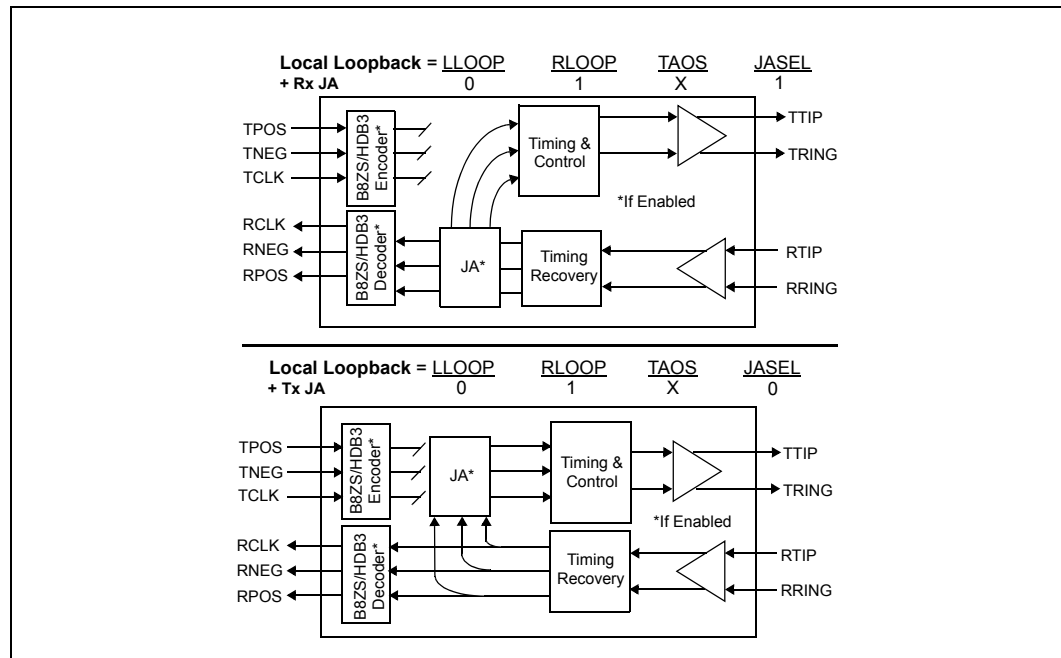 Local Loopback = LLOOP RLOOP TAOS JASEL
+ Rx JA 0 1 X 1
TPOS
TNEG
TCLK
B8ZS/HDB3
Encoder*
Timing &
Control
TTIP
TRING
*If Enabled
RCLK
RNEG
RPOS
B8ZS/HDB3
Decoder*
JA*
Timing
Recovery
RTIP
RRING
Local Loopback = LLOOP RLOOP TAOS JASEL
+ Tx JA 0 1 X 0
TPOS
TNEG
TCLK
B8ZS/HDB3
Encoder*
JA*
Timing &
Control
TTIP
TRING
*If Enabled
RCLK
RNEG
RPOS
B8ZS/HDB3
Decoder*
Timing
Recovery
RTIP
RRING